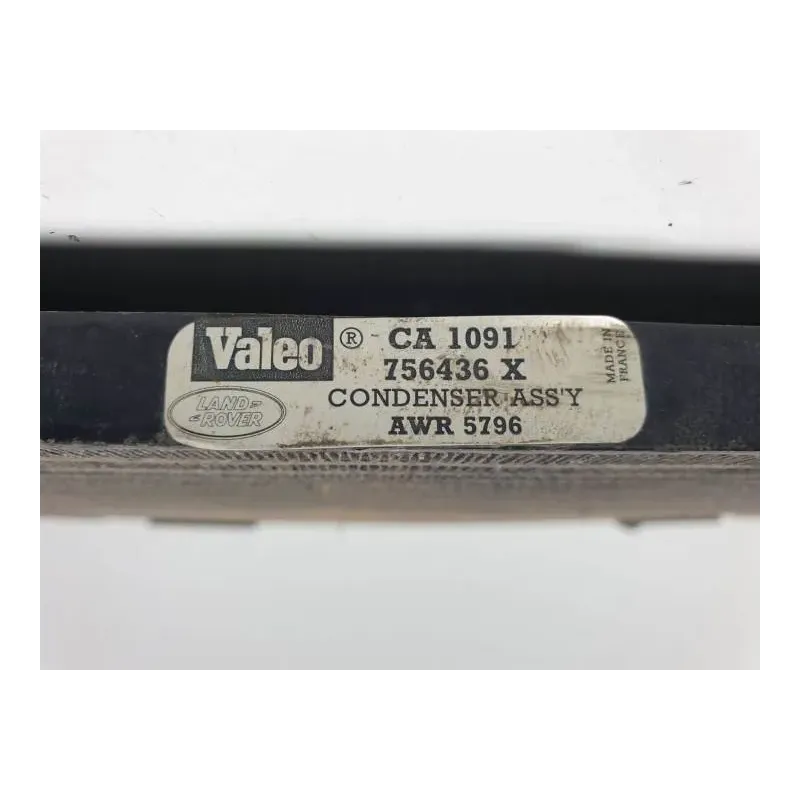 Valeo ® CA 1091
756436 X
LAND
ROVER
CONDENSER ASS'Y
AWR 5796
MADE IN
FRANCE